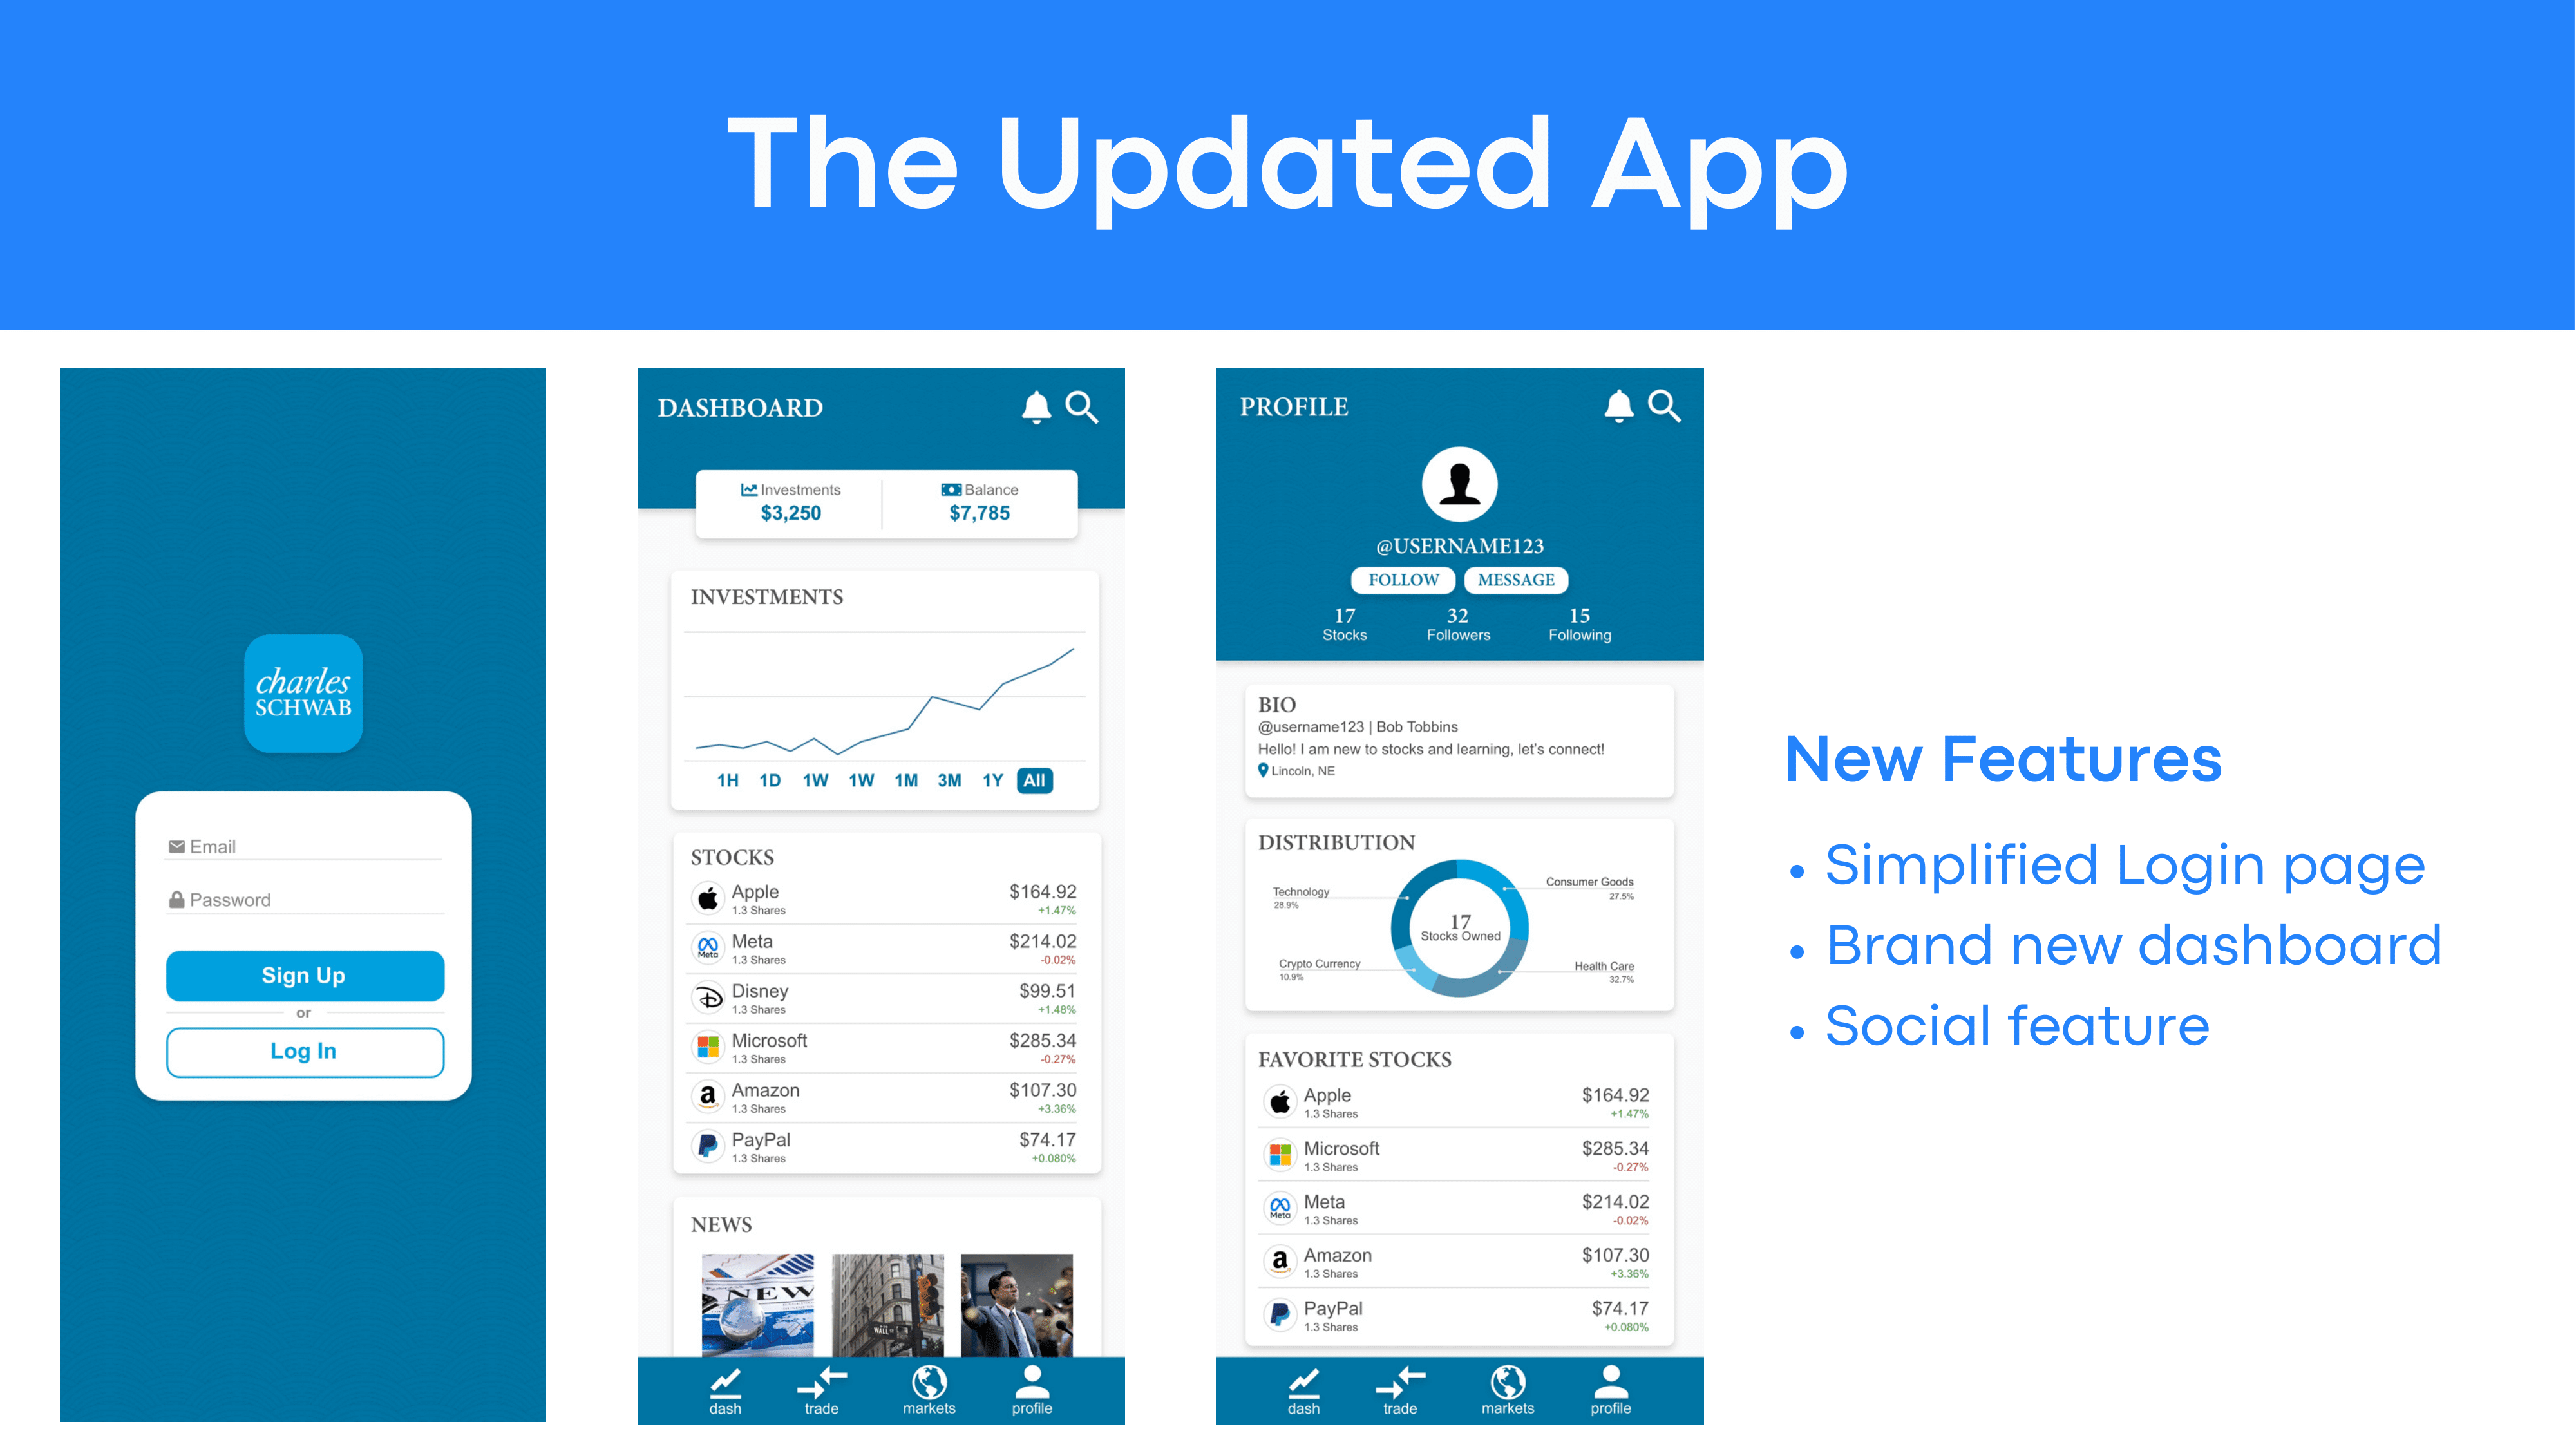 The Updated App
charles
SCHWAB
Email
Password
Sign Up
or
Log In
DASHBOARD
Investments
$3,250
Balance
$7,785
INVESTMENTS
1H 1D 1W 1W 1M 3M 1Y All
STOCKS
Apple $164.92
1.3 Shares +1.47%
Meta
Meta $214.02
1.3 Shares -0.02%
Disney $99.51
1.3 Shares +1.48%
Microsoft $285.34
1.3 Shares -0.27%
a
Amazon $107.30
1.3 Shares +3.36%
PayPal $74.17
1.3 Shares +0.080%
NEWS
NEW
WALL ST
dash trade markets profile
PROFILE
@USERNAME123
FOLLOW MESSAGE
17 32 15
Stocks Followers Following
BIO
@username123 | Bob Tobbins
Hello! I am new to stocks and learning, let's connect!
Lincoln, NE
DISTRIBUTION
Technology
28.9%
Consumer Goods
27.5%
17
Stocks Owned
Crypto Currency
10.9%
Health Care
32.7%
FAVORITE STOCKS
Apple $164.92
1.3 Shares +1.47%
Microsoft $285.34
1.3 Shares -0.27%
Meta
Meta $214.02
1.3 Shares -0.02%
a
Amazon $107.30
1.3 Shares +3.36%
PayPal $74.17
1.3 Shares +0.080%
dash trade markets profile
New Features
• Simplified Login page
• Brand new dashboard
• Social feature